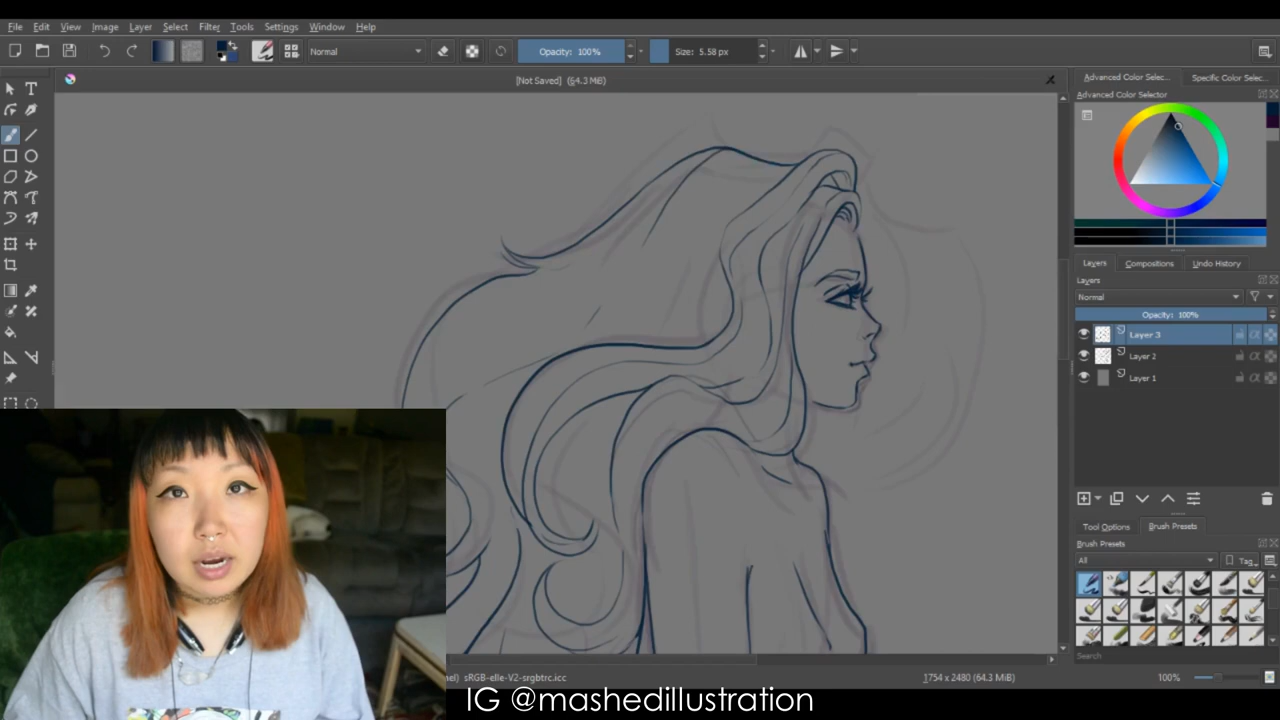 File Edit View Image Layer Select Filter Tools Settings Window Help
Normal Opacity: 100% Size: 5.58 px
[Not Saved] (64.3 MiB)
Advanced Color Selec... Specific Color Selec...
Advanced Color Selector
Layers Compositions Undo History
Layers
Normal
Opacity: 100%
Layer 3
Layer 2
Layer 1
Tool Options Brush Presets
Brush Presets
All Tag
Search
sRGB-elle-V2-srgbtrc.icc 1754 x 2480 (64.3 MiB) 100%
IG @mashedillustration